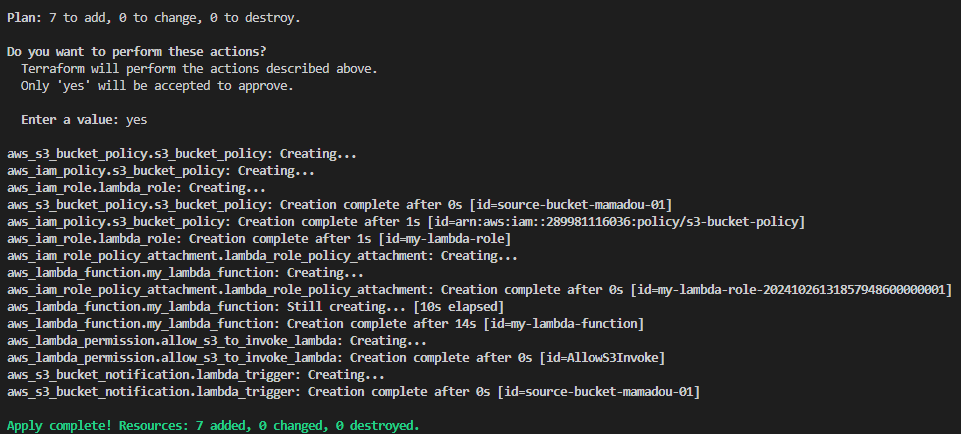 Plan: 7 to add, 0 to change, 0 to destroy.
Do you want to perform these actions?
Terraform will perform the actions described above.
Only 'yes' will be accepted to approve.
Enter a value: yes
aws_s3_bucket_policy.s3_bucket_policy: Creating...
aws_iam_policy.s3_bucket_policy: Creating...
aws_iam_role.lambda_role: Creating...
aws_s3_bucket_policy.s3_bucket_policy: Creation complete after 0s [id=source-bucket-mamadou-01]
aws_iam_policy.s3_bucket_policy: Creation complete after 1s [id=arn:aws:iam::289981116036:policy/s3-bucket-policy]
aws_iam_role.lambda_role: Creation complete after 1s [id=my-lambda-role]
aws_iam_role_policy_attachment.lambda_role_policy_attachment: Creating...
aws_lambda_function.my_lambda_function: Creating...
aws_iam_role_policy_attachment.lambda_role_policy_attachment: Creation complete after 0s [id=my-lambda-role-20241026131857948600000001]
aws_lambda_function.my_lambda_function: Still creating... [10s elapsed]
aws_lambda_function.my_lambda_function: Creation complete after 14s [id=my-lambda-function]
aws_lambda_permission.allow_s3_to_invoke_lambda: Creating...
aws_lambda_permission.allow_s3_to_invoke_lambda: Creation complete after 0s [id=AllowS3Invoke]
aws_s3_bucket_notification.lambda_trigger: Creating...
aws_s3_bucket_notification.lambda_trigger: Creation complete after 0s [id=source-bucket-mamadou-01]
Apply complete! Resources: 7 added, 0 changed, 0 destroyed.